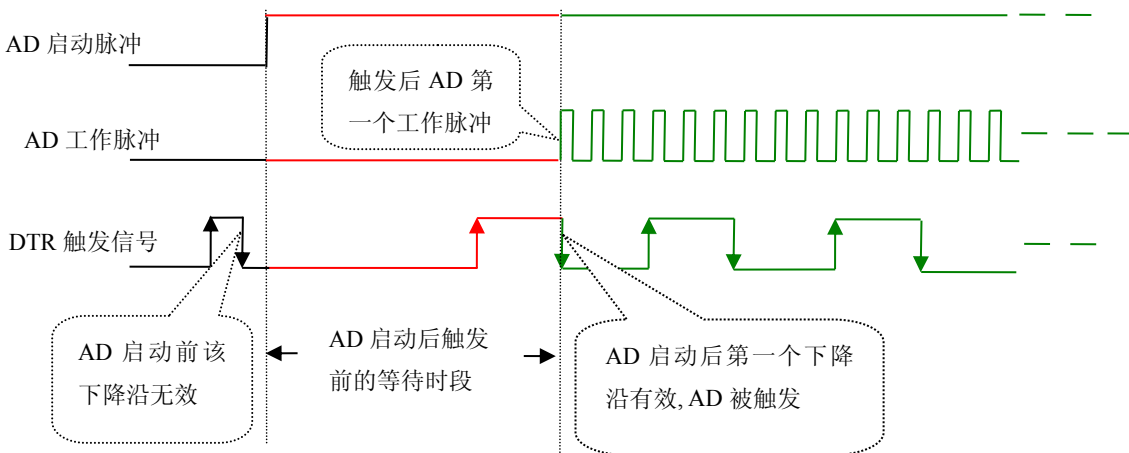 AD 启动脉冲
触发后 AD 第
一个工作脉冲
AD 工作脉冲
DTR 触发信号
AD 启动前该
下降沿无效
AD 启动后触发
前的等待时段
AD 启动后第一个下降
沿有效, AD 被触发